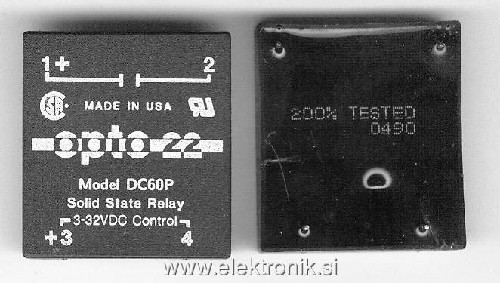 1+ 2
MADE IN USA
opto 22
Model DC60P
Solid State Relay
3-32VDC Control
+3 4
200% TESTED
0490
www.elektronik.si